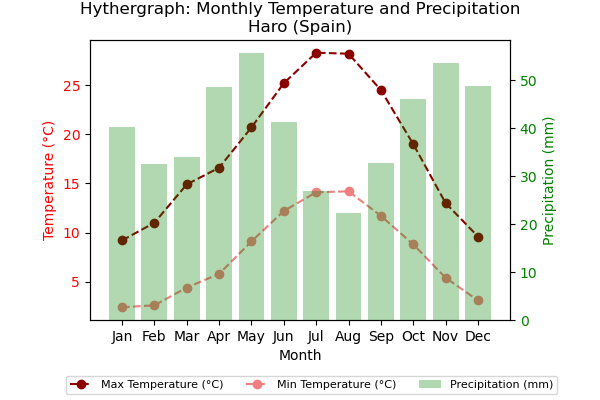 Hythergraph: Monthly Temperature and Precipitation
Haro (Spain)
Temperature (°C)
25
20
15
10
5
Precipitation (mm)
50
40
30
20
10
0
Jan Feb Mar Apr May Jun Jul Aug Sep Oct Nov Dec
Month
Max Temperature (°C) Min Temperature (°C) Precipitation (mm)